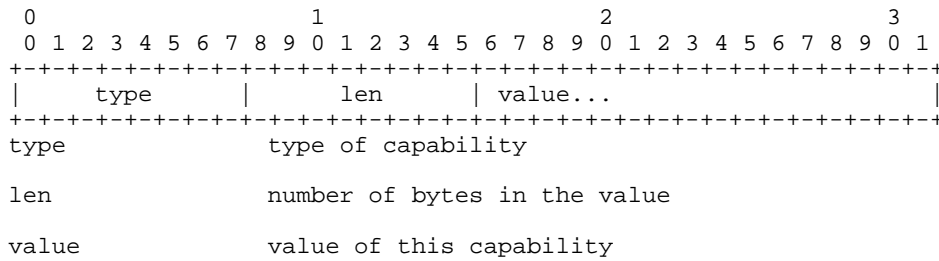 0                   1                   2                   3
0 1 2 3 4 5 6 7 8 9 0 1 2 3 4 5 6 7 8 9 0 1 2 3 4 5 6 7 8 9 0 1
+-+-+-+-+-+-+-+-+-+-+-+-+-+-+-+-+-+-+-+-+-+-+-+-+-+-+-+-+-+-+-+-+
|     type      |      len      | value...                      |
+-+-+-+-+-+-+-+-+-+-+-+-+-+-+-+-+-+-+-+-+-+-+-+-+-+-+-+-+-+-+-+-+
type              type of capability
len               number of bytes in the value
value             value of this capability